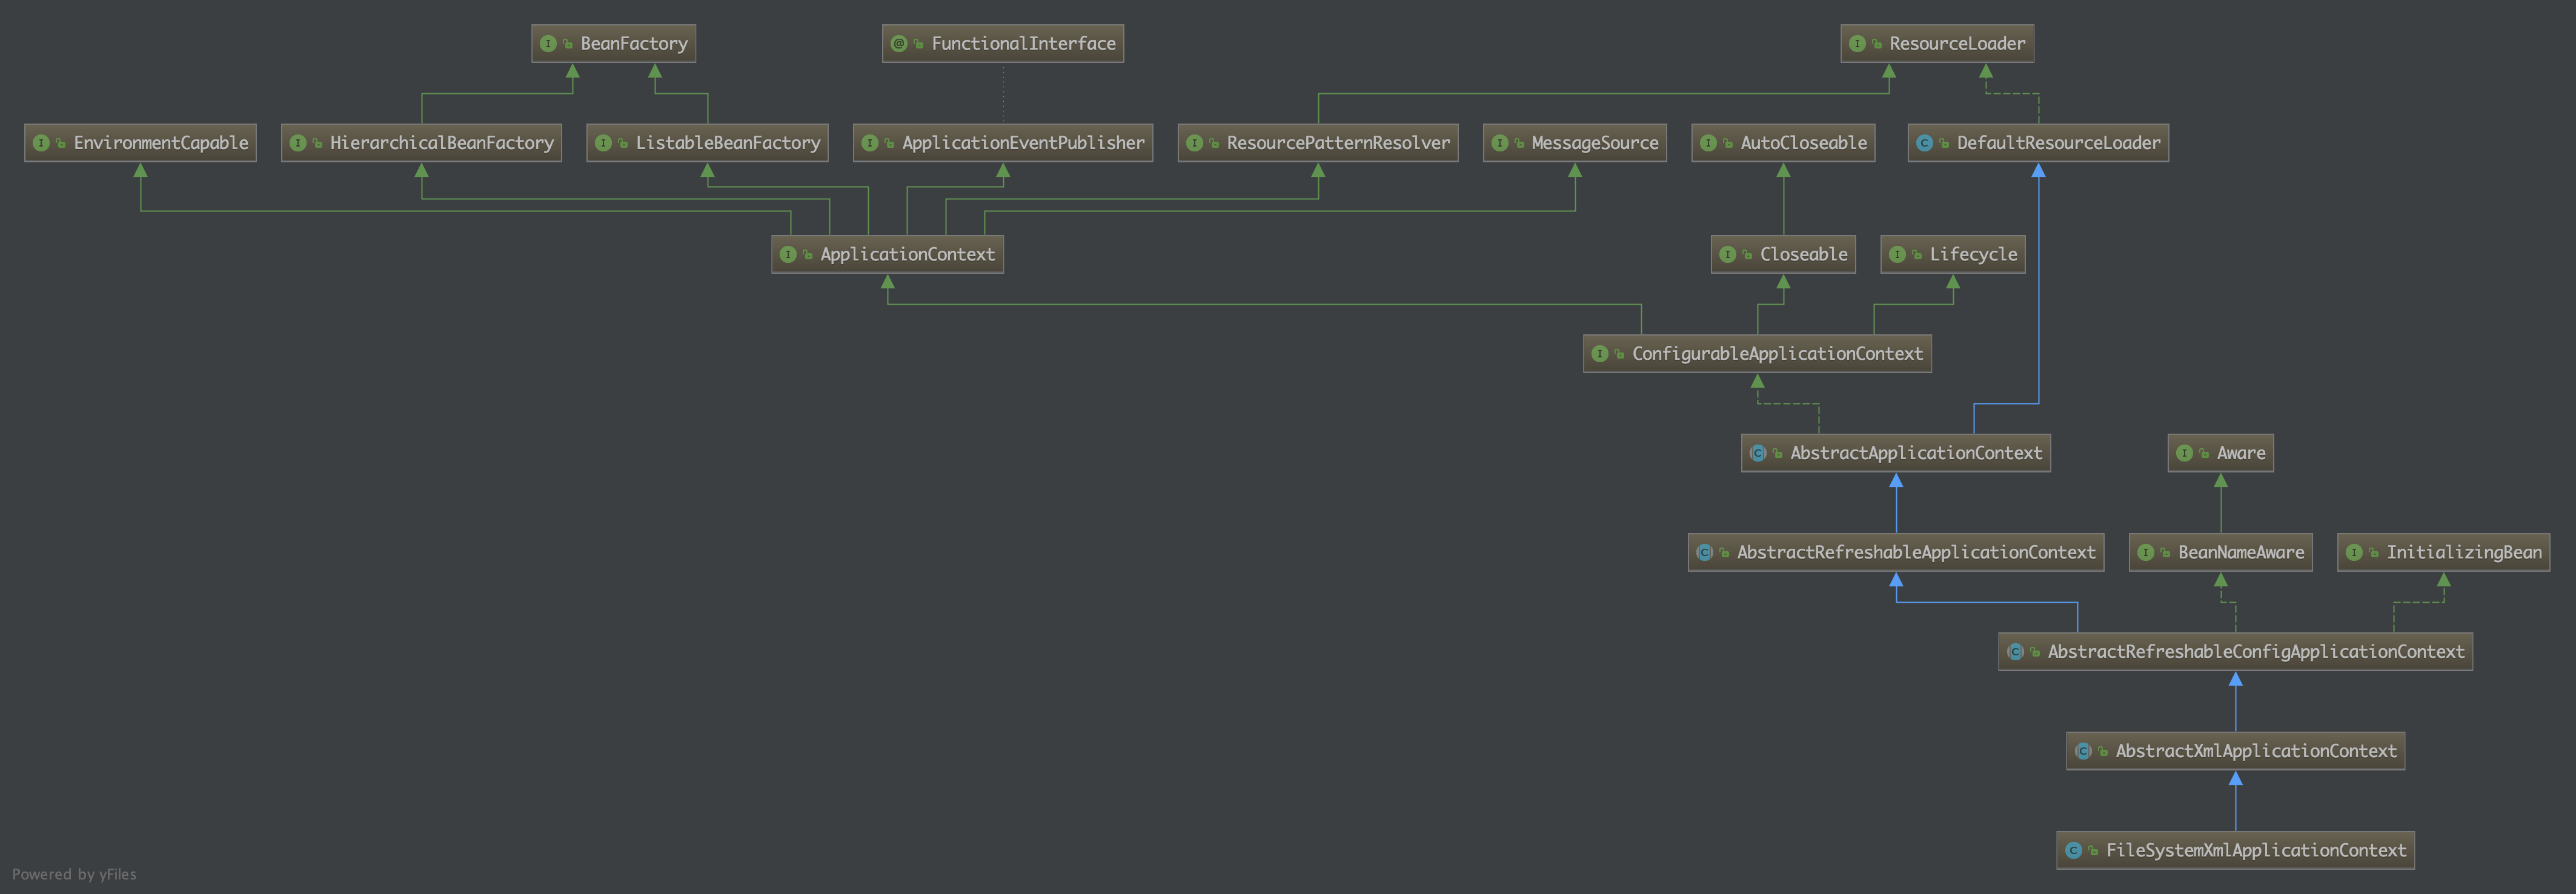 BeanFactory
FunctionalInterface
ResourceLoader
EnvironmentCapable
HierarchicalBeanFactory
ListableBeanFactory
ApplicationEventPublisher
ResourcePatternResolver
MessageSource
AutoCloseable
DefaultResourceLoader
ApplicationContext
Closeable
Lifecycle
ConfigurableApplicationContext
AbstractApplicationContext
Aware
AbstractRefreshableApplicationContext
BeanNameAware
InitializingBean
AbstractRefreshableConfigApplicationContext
AbstractXmlApplicationContext
FileSystemXmlApplicationContext
Powered by yFiles